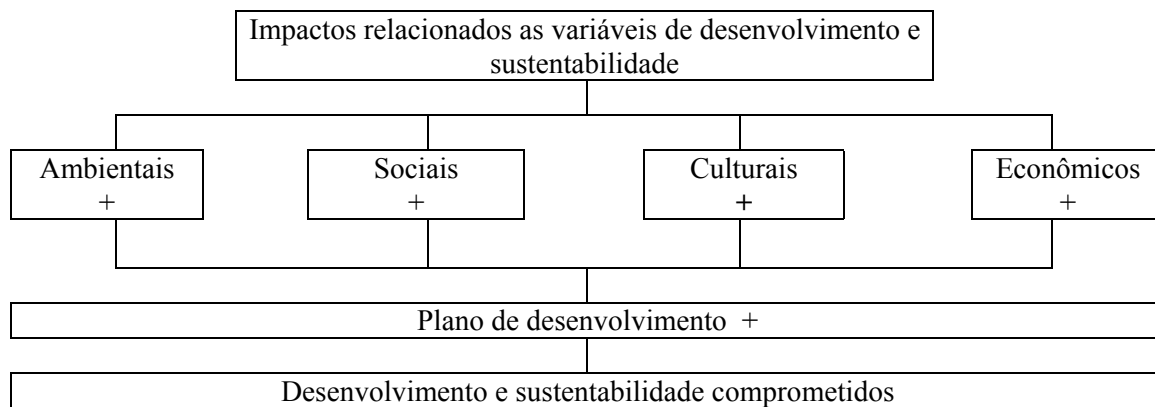 Impactos relacionados as variáveis de desenvolvimento e
sustentabilidade
Ambientais
+
Sociais
+
Culturais
+
Econômicos
+
Plano de desenvolvimento +
Desenvolvimento e sustentabilidade comprometidos